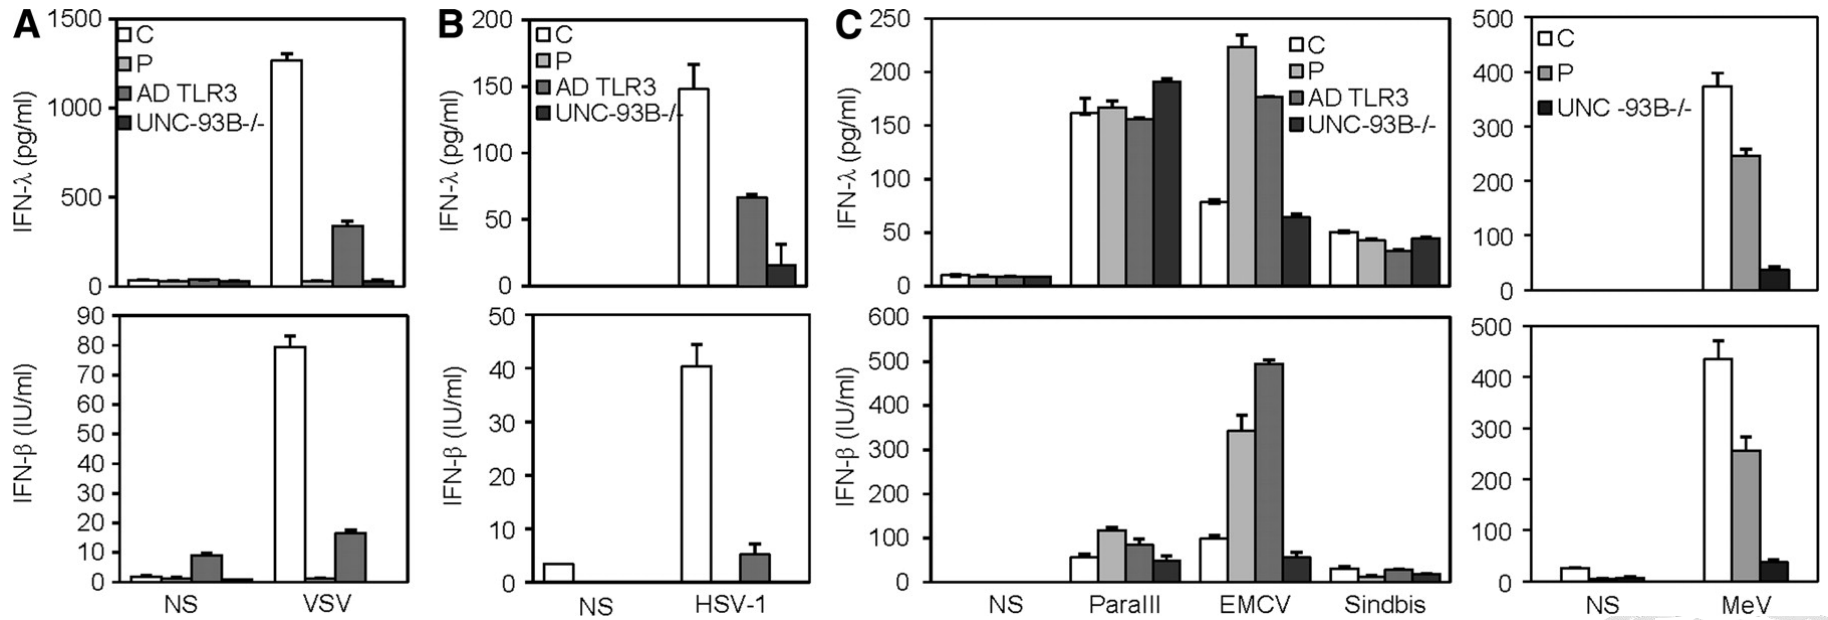 A
IFN-λ (pg/ml)
1500
1000
500
0
C
P
AD TLR3
UNC-93B-/-
IFN-β (IU/ml)
90
80
70
60
50
40
30
20
10
0
NS VSV
B
IFN-λ (pg/ml)
200
150
100
50
0
C
P
AD TLR3
UNC-93B-/-
IFN-β (IU/ml)
50
40
30
20
10
0
NS HSV-1
C
IFN-λ (pg/ml)
250
200
150
100
50
0
C
P
AD TLR3
UNC-93B-/-
IFN-β (IU/ml)
600
500
400
300
200
100
0
NS ParaIII EMCV Sindbis
500
400
300
200
100
0
C
P
UNC -93B-/-
500
400
300
200
100
0
NS MeV